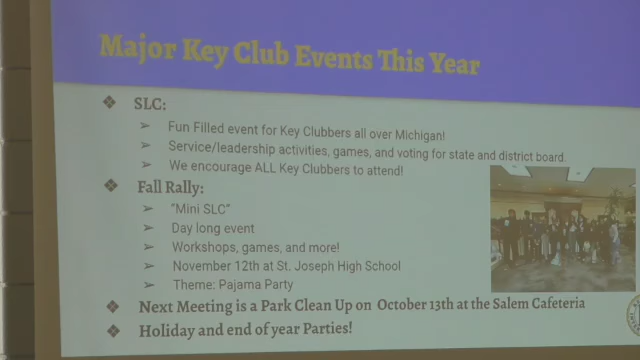 Major Key Club Events This Year
❖ SLC:
➢ Fun Filled event for Key Clubbers all over Michigan!
➢ Service/leadership activities, games, and voting for state and district board.
➢ We encourage ALL Key Clubbers to attend!
❖ Fall Rally:
➢ "Mini SLC"
➢ Day long event
➢ Workshops, games, and more!
➢ November 12th at St. Joseph High School
➢ Theme: Pajama Party
❖ Next Meeting is a Park Clean Up on October 13th at the Salem Cafeteria
❖ Holiday and end of year Parties!